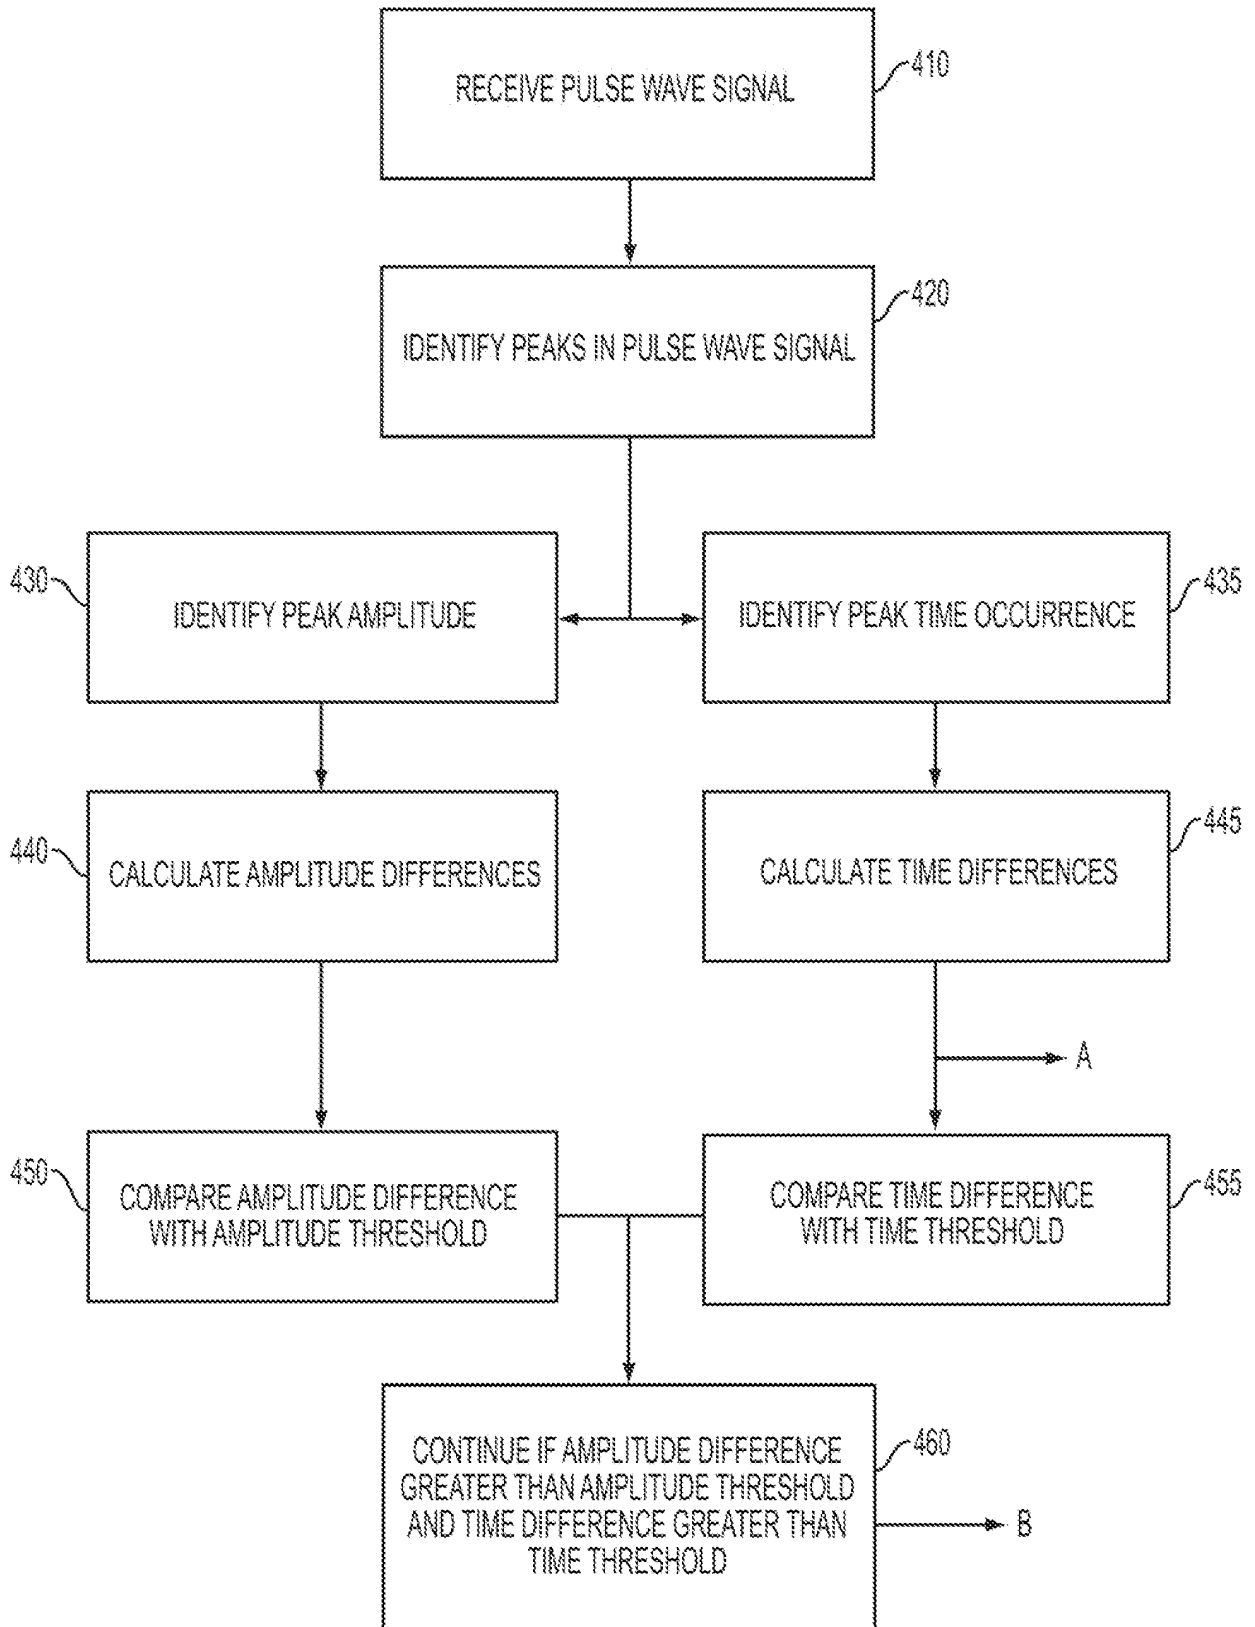 RECEIVE PULSE WAVE SIGNAL
410
IDENTIFY PEAKS IN PULSE WAVE SIGNAL
420
430
IDENTIFY PEAK AMPLITUDE
IDENTIFY PEAK TIME OCCURRENCE
435
440
CALCULATE AMPLITUDE DIFFERENCES
CALCULATE TIME DIFFERENCES
445
A
450
COMPARE AMPLITUDE DIFFERENCE
WITH AMPLITUDE THRESHOLD
COMPARE TIME DIFFERENCE
WITH TIME THRESHOLD
455
CONTINUE IF AMPLITUDE DIFFERENCE
GREATER THAN AMPLITUDE THRESHOLD
AND TIME DIFFERENCE GREATER THAN
TIME THRESHOLD
460
B